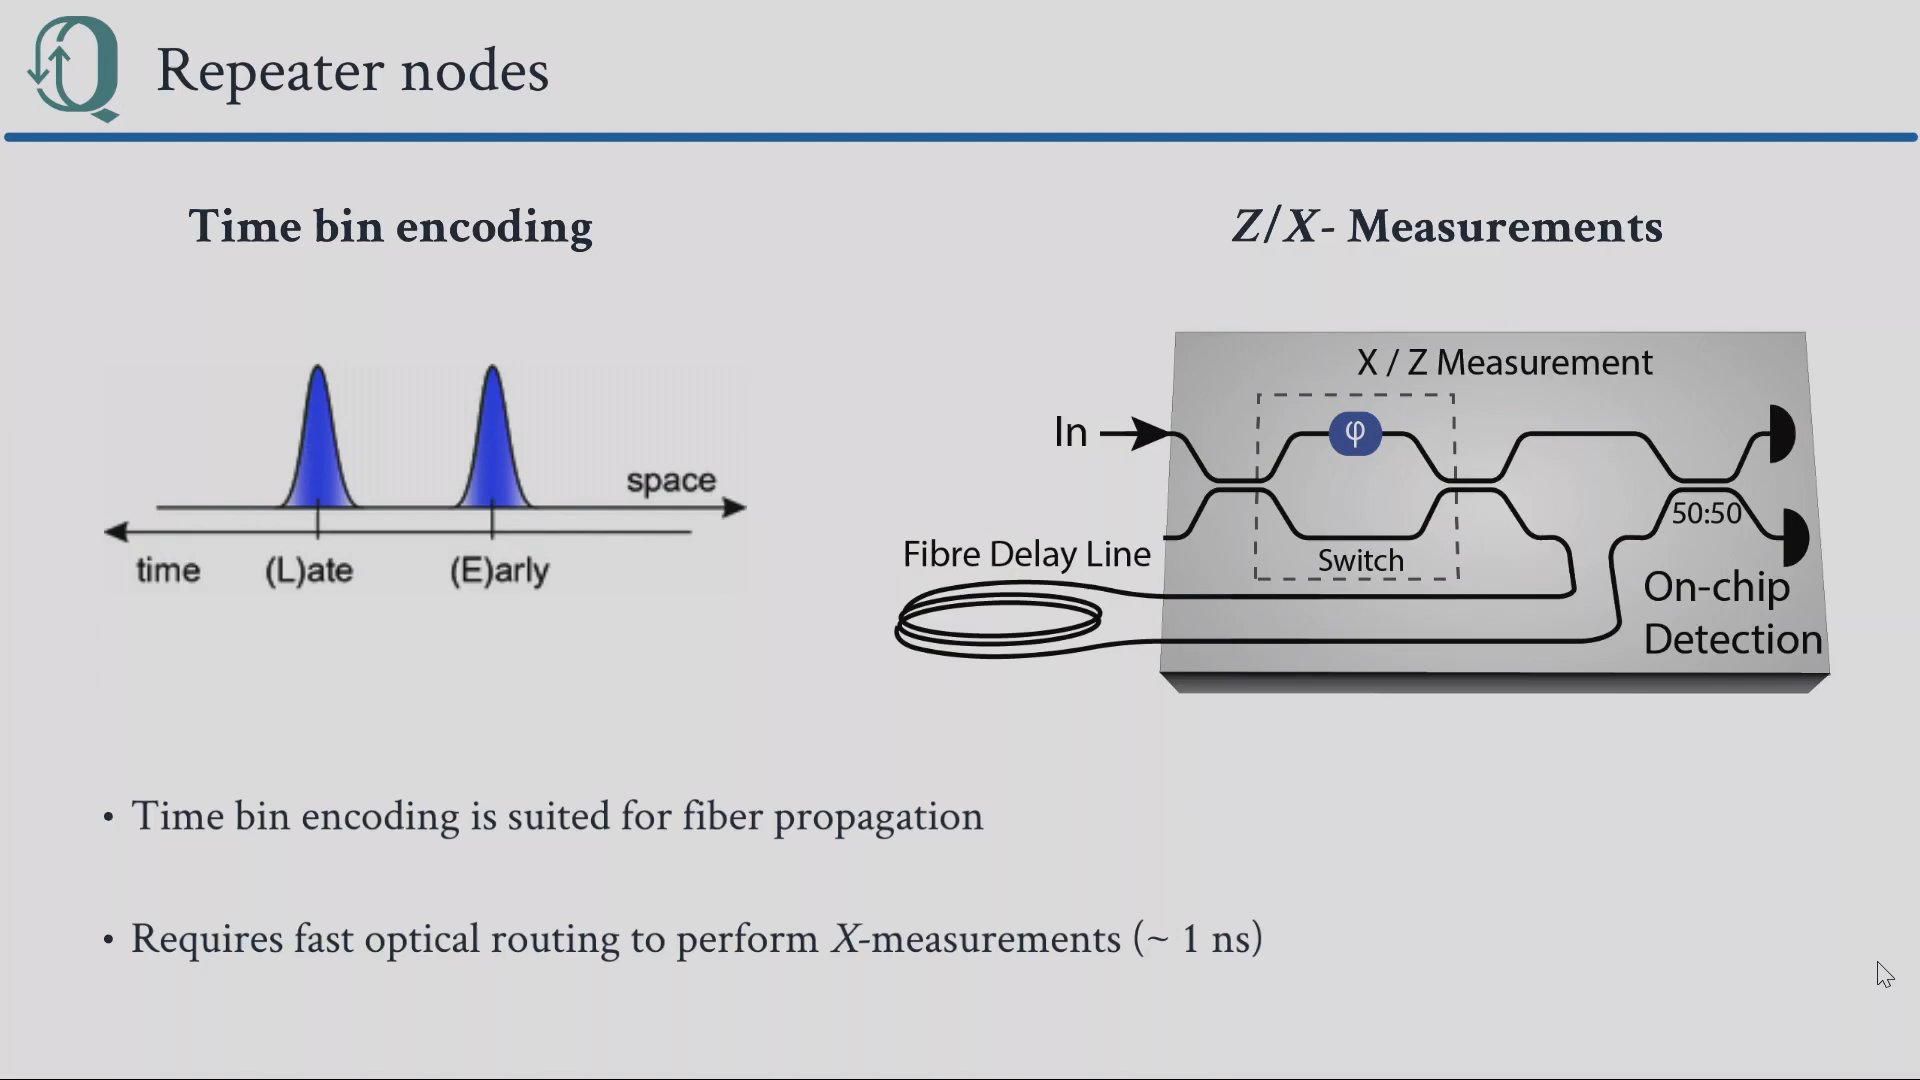 Repeater nodes
Time bin encoding
Z/X- Measurements
space
time
(L)ate
(E)arly
X / Z Measurement
In
φ
Switch
50:50
Fibre Delay Line
On-chip
Detection
• Time bin encoding is suited for fiber propagation
• Requires fast optical routing to perform X-measurements (~ 1 ns)